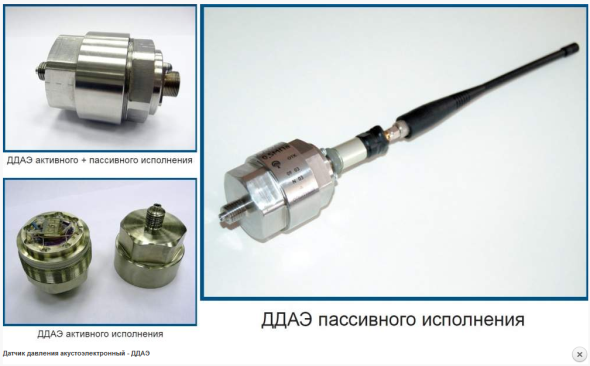 ДДАЭ активного + пассивного исполнения
ДДАЭ активного исполнения
ДДАЭ пассивного исполнения
Датчик давления акустоэлектронный - ДДАЭ